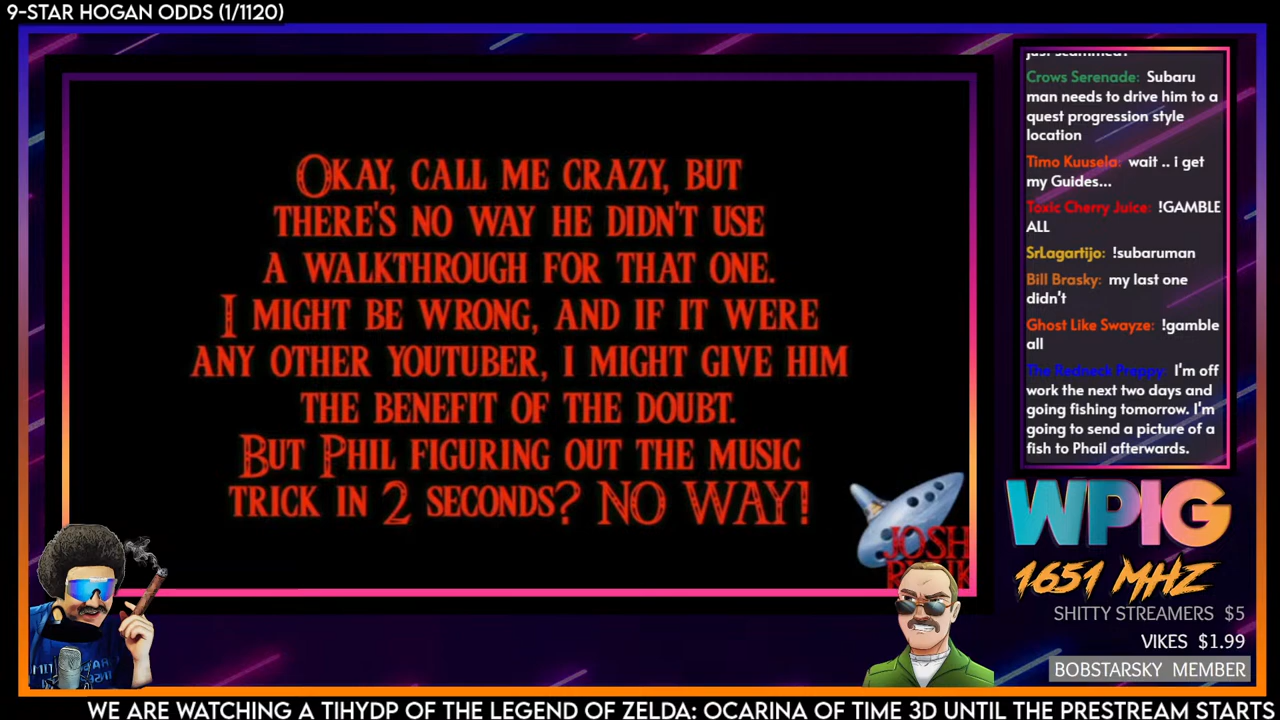 9-STAR HOGAN ODDS (1/1120)
OKAY, CALL ME CRAZY, BUT
THERE'S NO WAY HE DIDN'T USE
A WALKTHROUGH FOR THAT ONE.
I MIGHT BE WRONG, AND IF IT WERE
ANY OTHER YOUTUBER, I MIGHT GIVE HIM
THE BENEFIT OF THE DOUBT.
BUT PHIL FIGURING OUT THE MUSIC
TRICK IN 2 SECONDS? NO WAY!
JOSH
just scammed?
Crows Serenade: Subaru
man needs to drive him to a
quest progression style
location
Timo Kuusela: wait .. i get
my Guides...
Toxic Cherry Juice: !GAMBLE
ALL
SrLagartijo: !subaruman
Bill Brasky: my last one
didn't
Ghost Like Swayze: !gamble
all
The Redneck Preppy: I'm off
work the next two days and
going fishing tomorrow. I'm
going to send a picture of a
fish to Phail afterwards.
WPIG
1651 MHZ
SHITTY STREAMERS $5
VIKES $1.99
BOBSTARSKY MEMBER
WE ARE WATCHING A TIHYDP OF THE LEGEND OF ZELDA: OCARINA OF TIME 3D UNTIL THE PRESTREAM STARTS